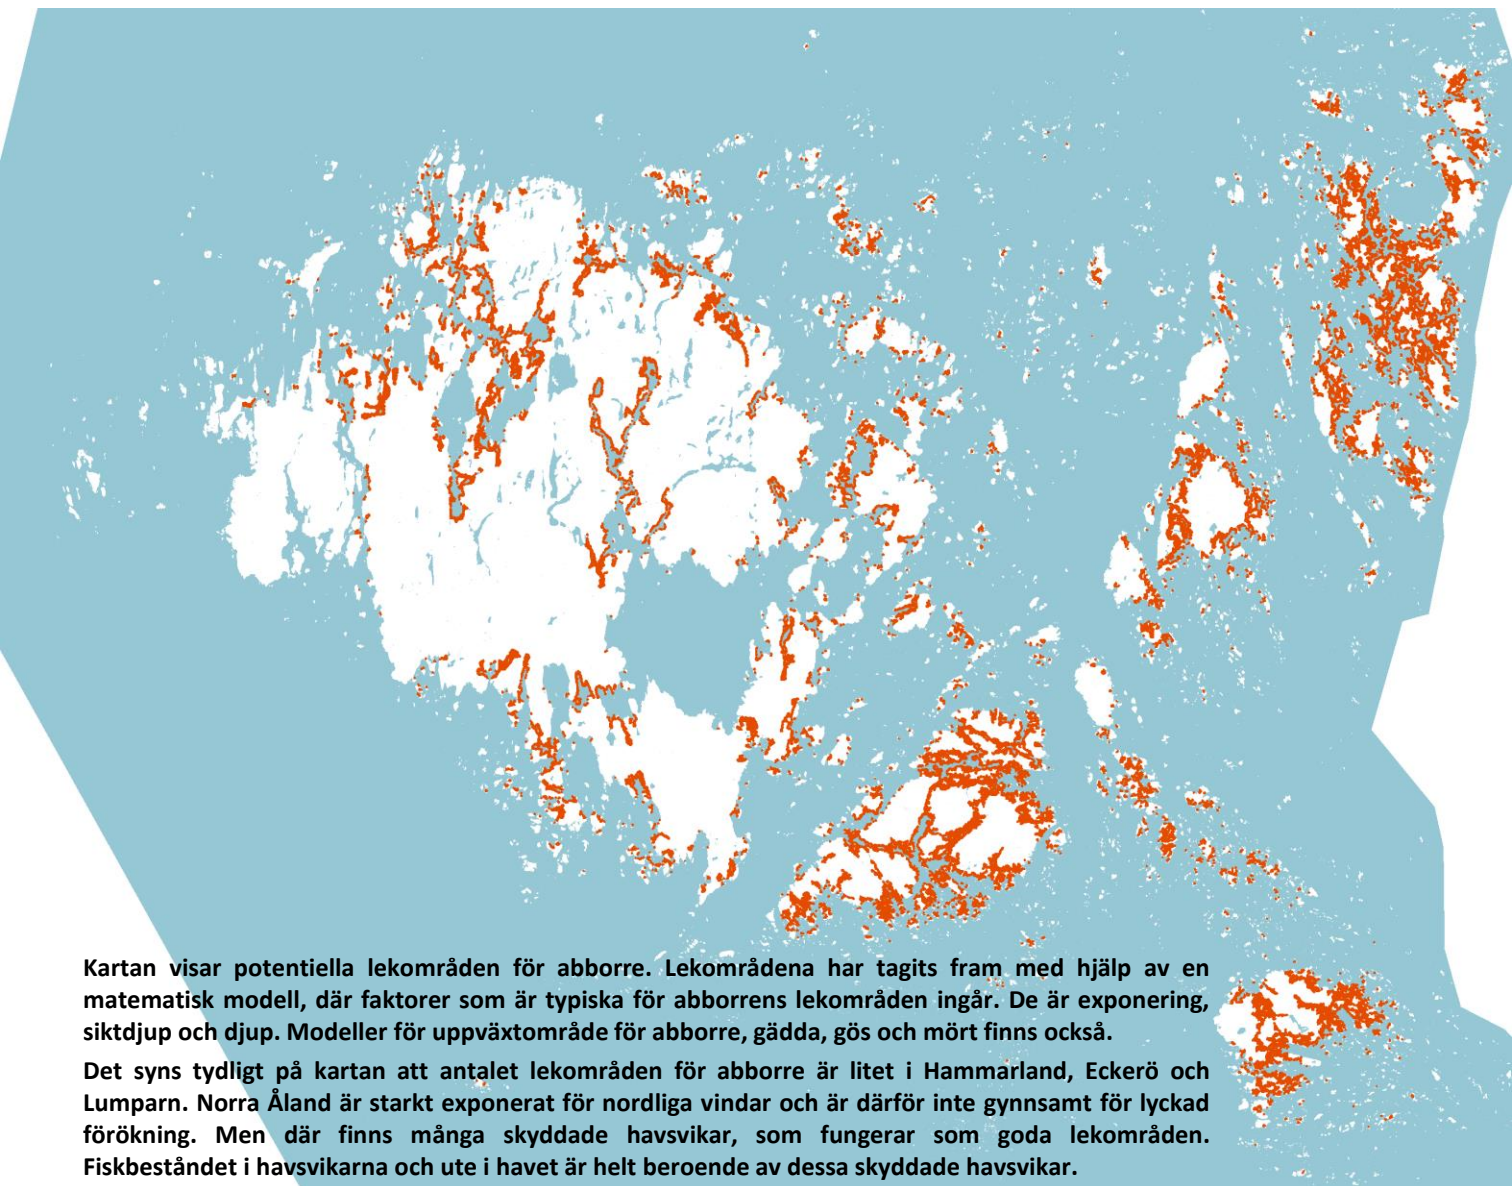 Kartan visar potentiella lekområden för abborre. Lekområdena har tagits fram med hjälp av en
matematisk modell, där faktorer som är typiska för abborrens lekområden ingår. De är exponering,
siktdjup och djup. Modeller för uppväxtområde för abborre, gädda, gös och mört finns också.
Det syns tydligt på kartan att antalet lekområden för abborre är litet i Hammarland, Eckerö och
Lumparn. Norra Åland är starkt exponerat för nordliga vindar och är därför inte gynnsamt för lyckad
förökning. Men där finns många skyddade havsvikar, som fungerar som goda lekområden.
Fiskbeståndet i havsvikarna och ute i havet är helt beroende av dessa skyddade havsvikar.